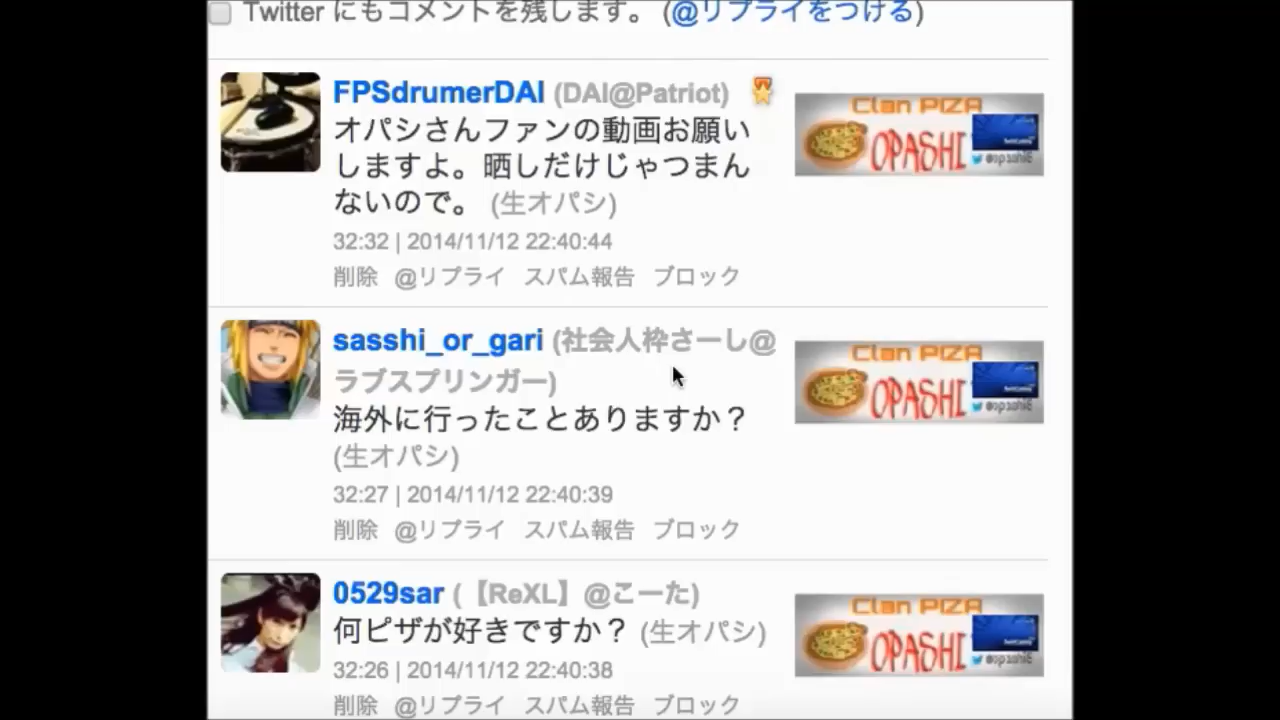 Twitter にもコメントを残します。 (@リプライをつける)
FPSdrumerDAI (DAI@Patriot)
オパシさんファンの動画お願い
しますよ。晒しだけじゃつまん
ないので。 (生オパシ)
32:32 | 2014/11/12 22:40:44
削除 @リプライ スパム報告 ブロック
Clan PIZA
OPASHI
sasshi_or_gari (社会人枠さーし@
ラブスプリンガー)
海外に行ったことありますか？
(生オパシ)
32:27 | 2014/11/12 22:40:39
削除 @リプライ スパム報告 ブロック
Clan PIZA
OPASHI
0529sar (【ReXL】@こーた)
何ピザが好きですか？ (生オパシ)
32:26 | 2014/11/12 22:40:38
削除 @リプライ スパム報告 ブロック
Clan PIZA
OPASHI